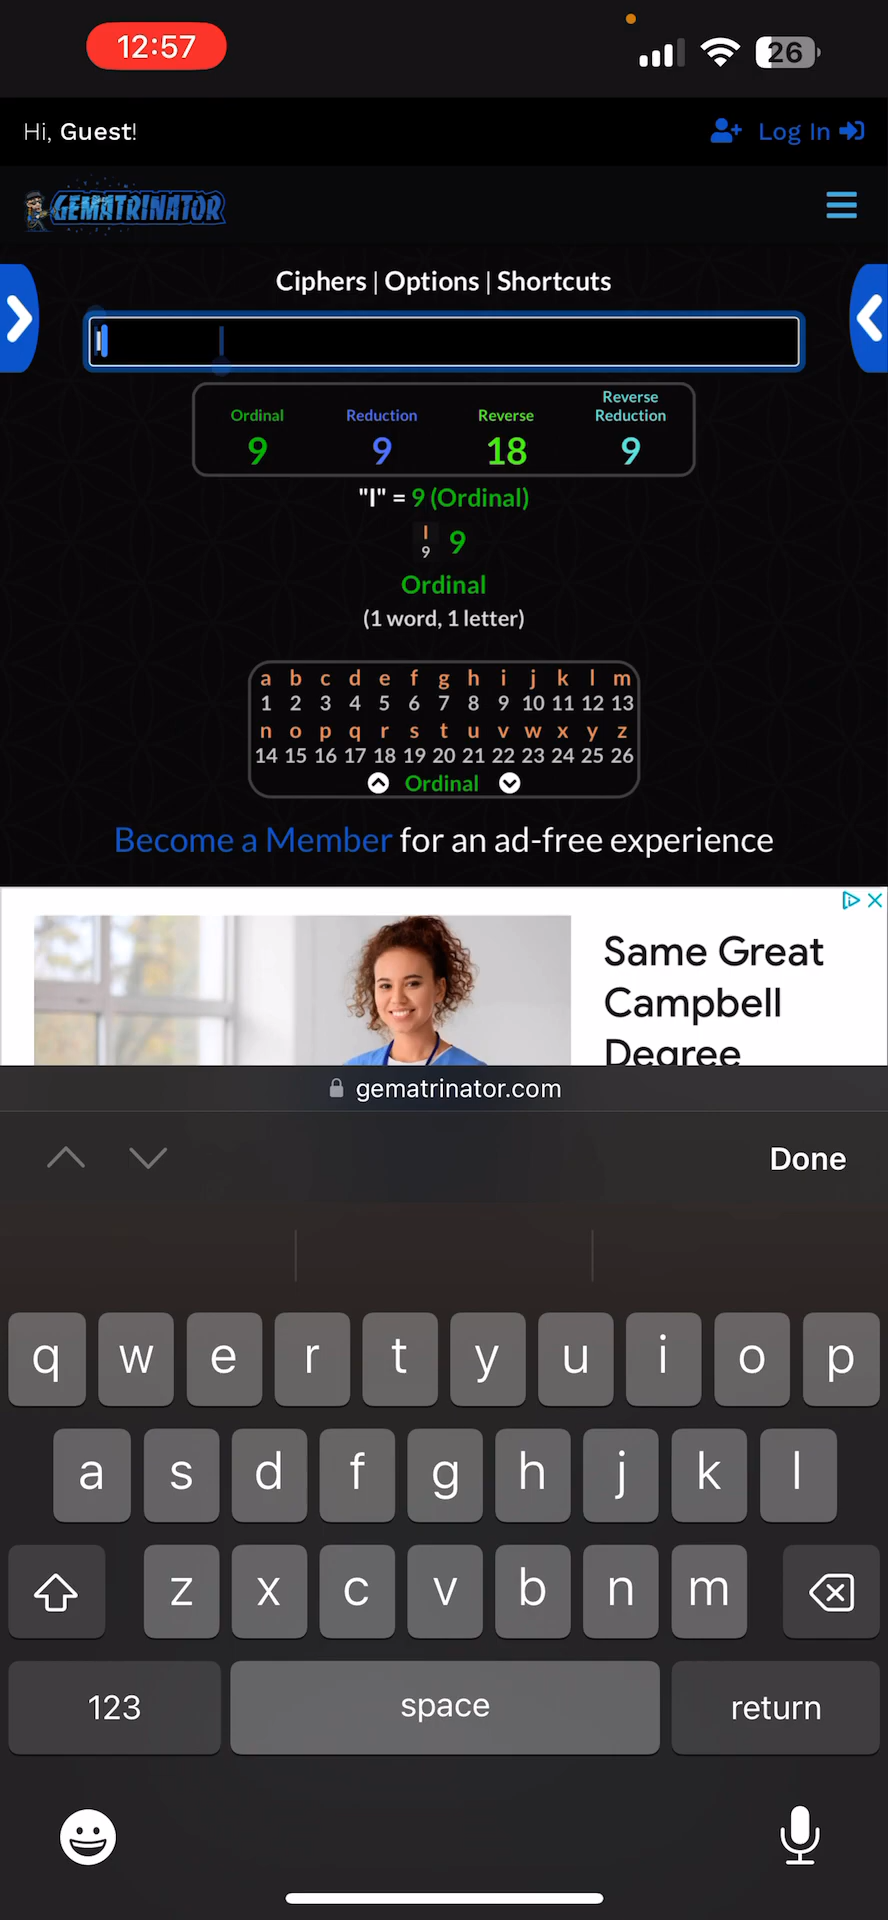 12:57
26
Hi, Guest!
Log In
GEMATRINATOR
Ciphers | Options | Shortcuts
I
Ordinal Reduction Reverse Reverse Reduction
9 9 18 9
"I" = 9 (Ordinal)
I 9
9
Ordinal
(1 word, 1 letter)
a b c d e f g h i j k l m
1 2 3 4 5 6 7 8 9 10 11 12 13
n o p q r s t u v w x y z
14 15 16 17 18 19 20 21 22 23 24 25 26
Ordinal
Become a Member for an ad-free experience
Same Great
Campbell
Degree
gematrinator.com
Done
q w e r t y u i o p
a s d f g h j k l
z x c v b n m
123 space return